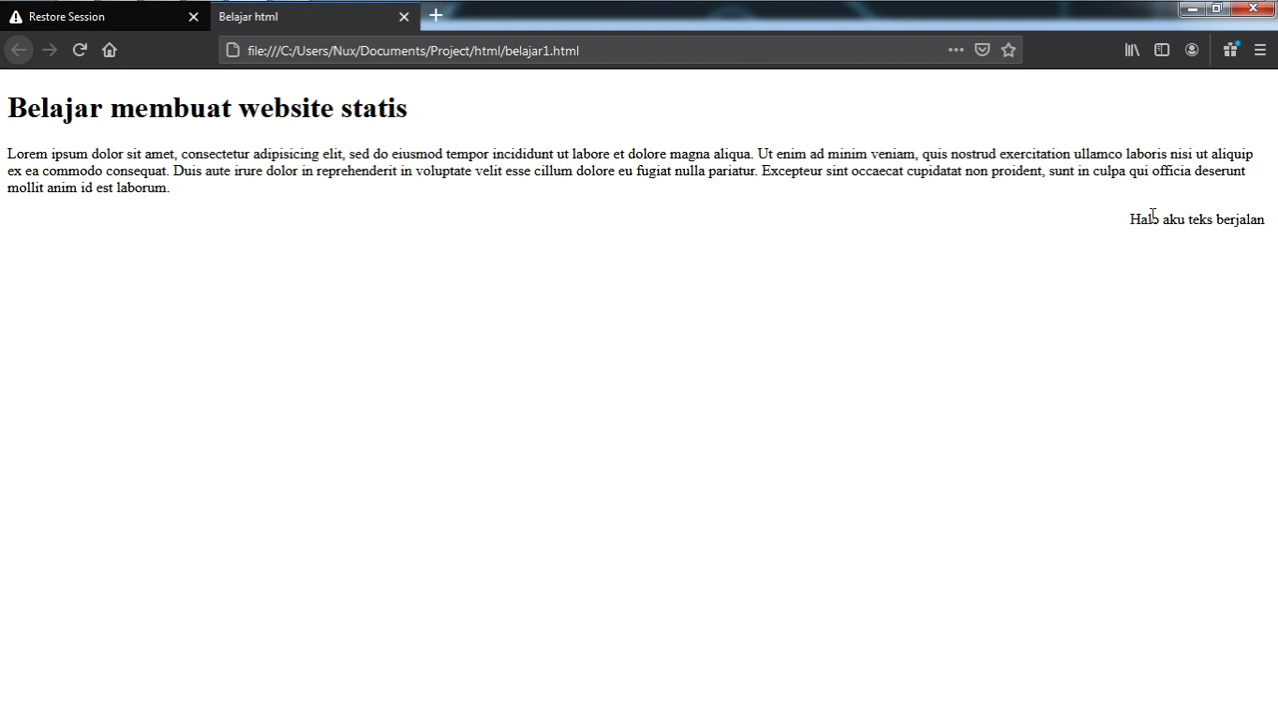 Restore Session
Belajar html
file:///C:/Users/Nux/Documents/Project/html/belajar1.html
Belajar membuat website statis
Lorem ipsum dolor sit amet, consectetur adipisicing elit, sed do eiusmod tempor incididunt ut labore et dolore magna aliqua. Ut enim ad minim veniam, quis nostrud exercitation ullamco laboris nisi ut aliquip
ex ea commodo consequat. Duis aute irure dolor in reprehenderit in voluptate velit esse cillum dolore eu fugiat nulla pariatur. Excepteur sint occaecat cupidatat non proident, sunt in culpa qui officia deserunt
mollit anim id est laborum.
Halo aku teks berjalan